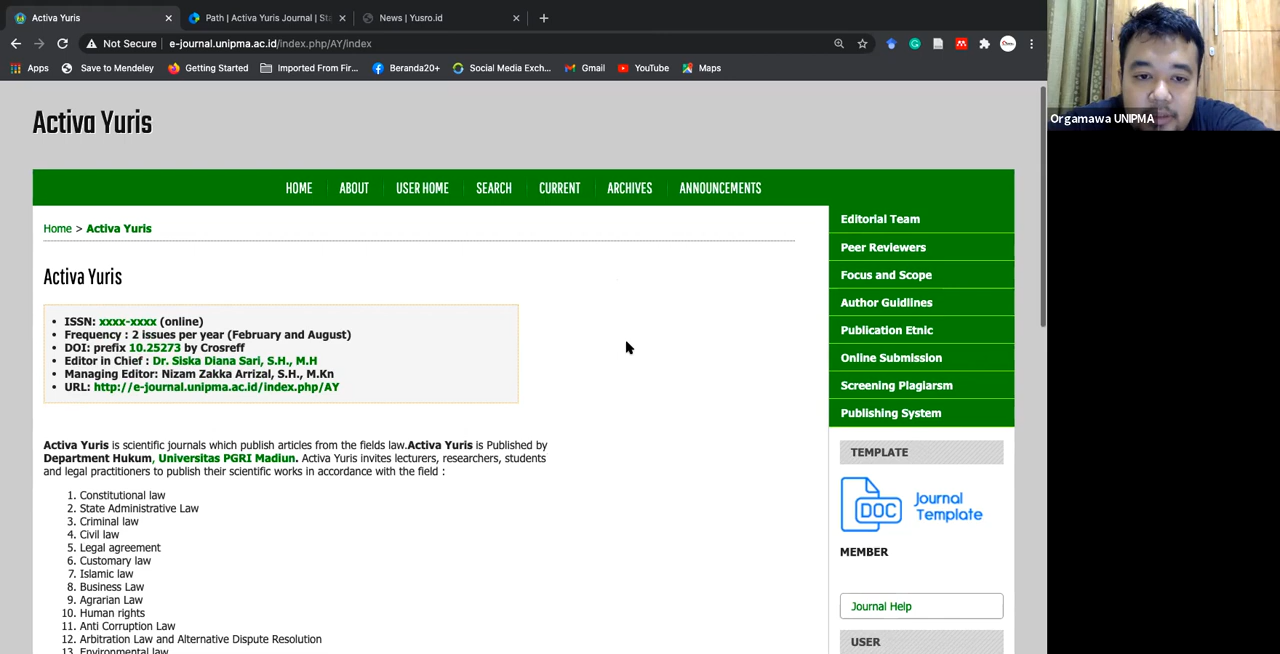 Activa Yuris
Path | Activa Yuris Journal | Sta
News | Yusro.id
Not Secure
e-journal.unipma.ac.id/index.php/AY/index
Apps
Save to Mendeley
Getting Started
Imported From Fir...
Beranda20+
Social Media Exch...
Gmail
YouTube
Maps
Orgamawa UNIPMA
Activa Yuris
HOME
ABOUT
USER HOME
SEARCH
CURRENT
ARCHIVES
ANNOUNCEMENTS
Home > Activa Yuris
Activa Yuris
• ISSN: xxxx-xxxx (online)
• Frequency : 2 issues per year (February and August)
• DOI: prefix 10.25273 by Crosreff
• Editor in Chief : Dr. Siska Diana Sari, S.H., M.H
• Managing Editor: Nizam Zakka Arrizal, S.H., M.Kn
• URL: http://e-journal.unipma.ac.id/index.php/AY
Activa Yuris is scientific journals which publish articles from the fields law.Activa Yuris is Published by
Department Hukum, Universitas PGRI Madiun. Activa Yuris invites lecturers, researchers, students
and legal practitioners to publish their scientific works in accordance with the field :
1. Constitutional law
2. State Administrative Law
3. Criminal law
4. Civil law
5. Legal agreement
6. Customary law
7. Islamic law
8. Business Law
9. Agrarian Law
10. Human rights
11. Anti Corruption Law
12. Arbitration Law and Alternative Dispute Resolution
13. Environmental law
Editorial Team
Peer Reviewers
Focus and Scope
Author Guidlines
Publication Etnic
Online Submission
Screening Plagiarsm
Publishing System
TEMPLATE
DOC
Journal
Template
MEMBER
Journal Help
USER